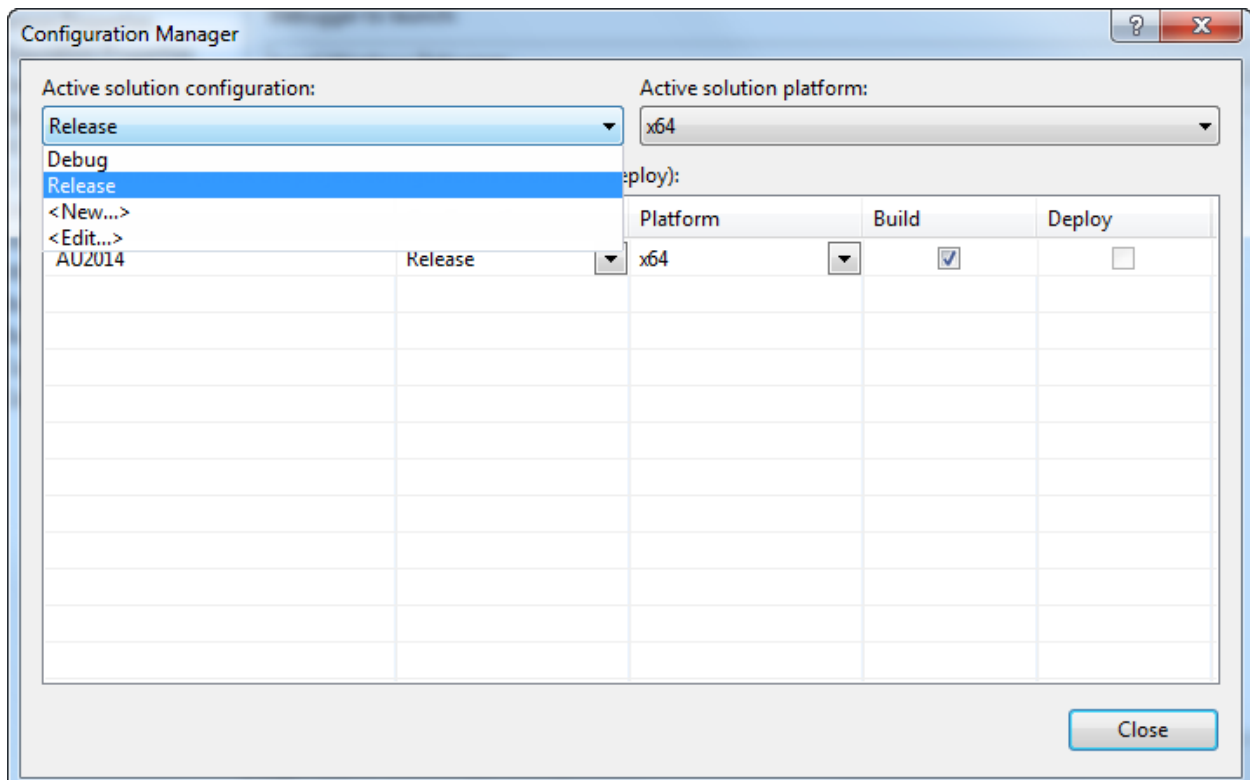 Configuration Manager
?
Active solution configuration: Active solution platform:
Release x64
Debug
Release
<New...>
<Edit...>
ploy):
Platform Build Deploy
AU2014 Release x64
Close